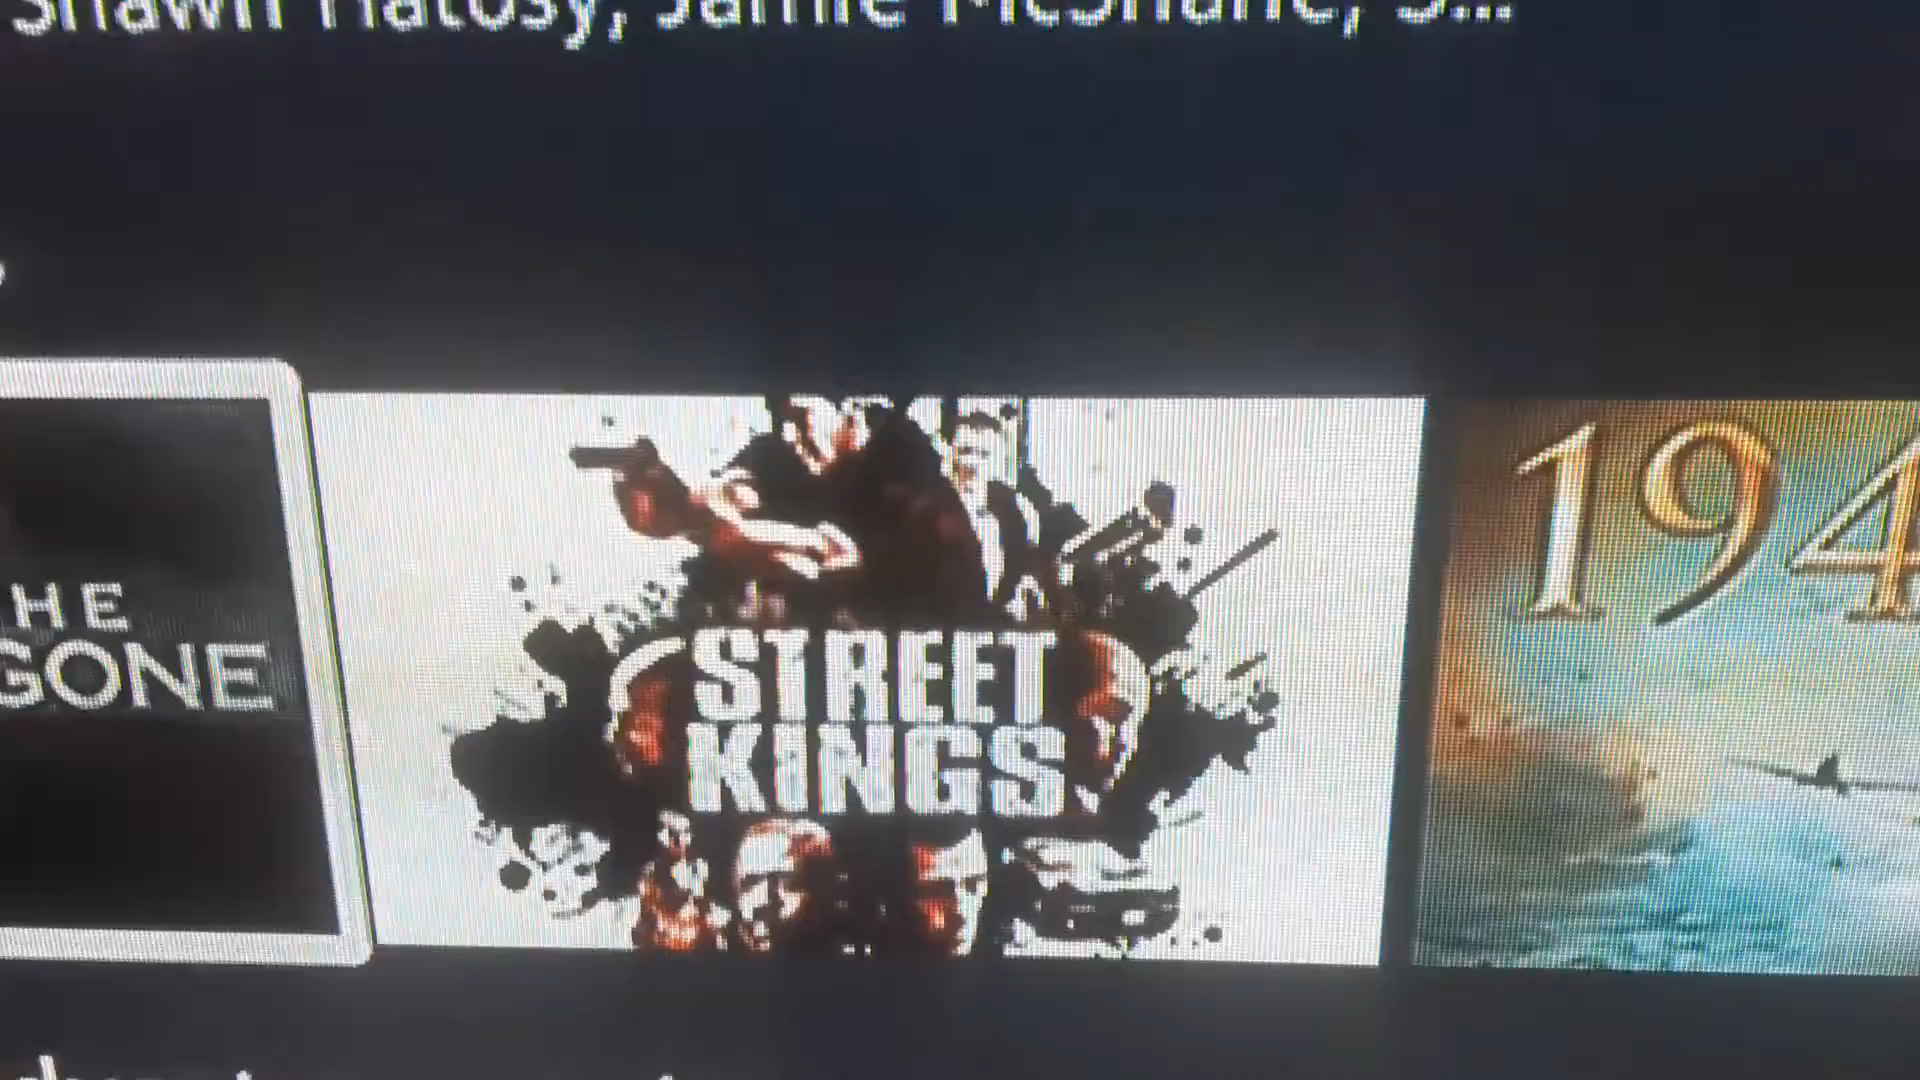 Shawn Hatosy, Jamie McShane, S...
HE
GONE
STREET
KINGS
194